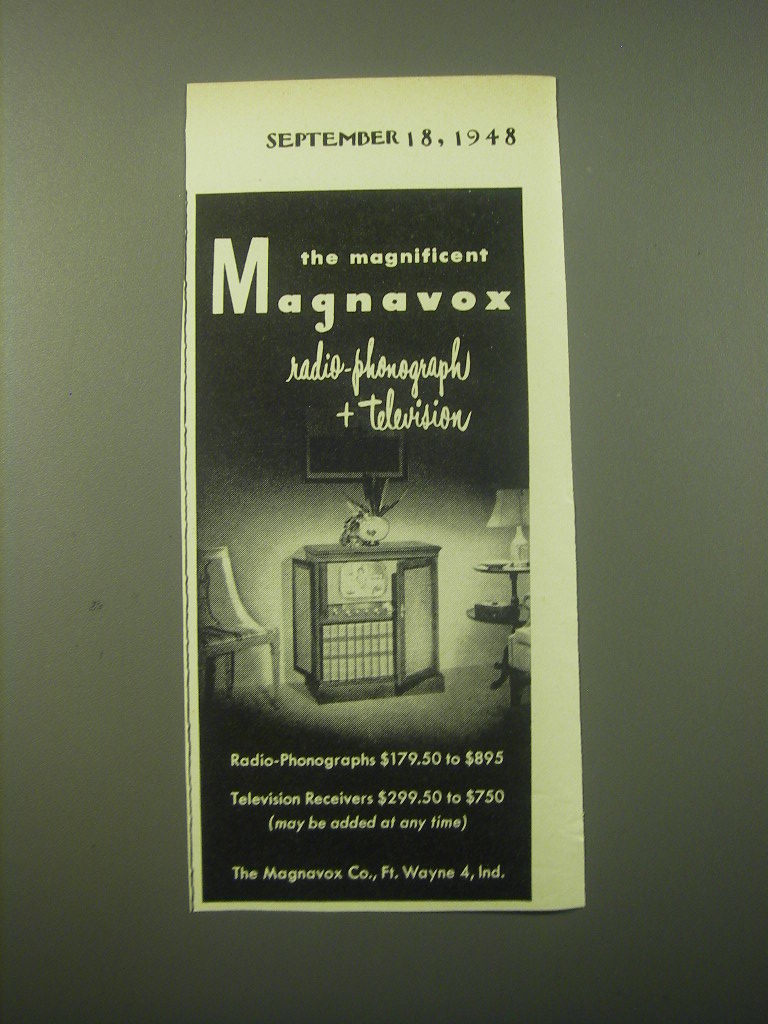 SEPTEMBER 18, 1948
the magnificent
Magnavox
radio-phonograph
+ television
Radio-Phonographs $179.50 to $895
Television Receivers $299.50 to $750
(may be added at any time)
The Magnavox Co., Ft. Wayne 4, Ind.